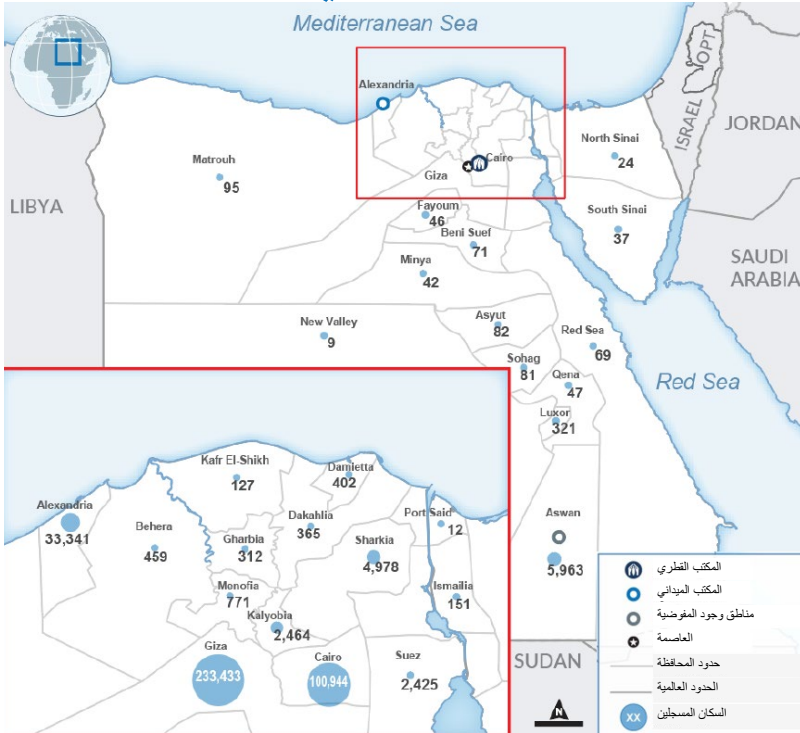 Mediterranean Sea
OPT
Alexandria
ISRAEL
JORDAN
North Sinai
24
Matrouh
95
Cairo
Giza
LIBYA
Fayoum
46
South Sinai
37
Beni Suef
71
SAUDI
ARABIA
Minya
42
Asyut
82
New Valley
9
Red Sea
69
Sohag
81
Qena
47
Red Sea
Luxor
321
Kafr El-Shikh
127
Damietta
402
Alexandria
33,341
Behera
459
Dakahlia
365
Port Said
12
Gharbia
312
Sharkia
4,978
Aswan
5,963
Monofia
771
Ismailia
151
Kalyobia
2,464
Giza
233,433
Cairo
100,944
Suez
2,425
SUDAN
N
المكتب القطري
المكتب الميداني
مناطق وجود المفوضية
العاصمة
حدود المحافظة
الحدود العالمية
xx
السكان المسجلين